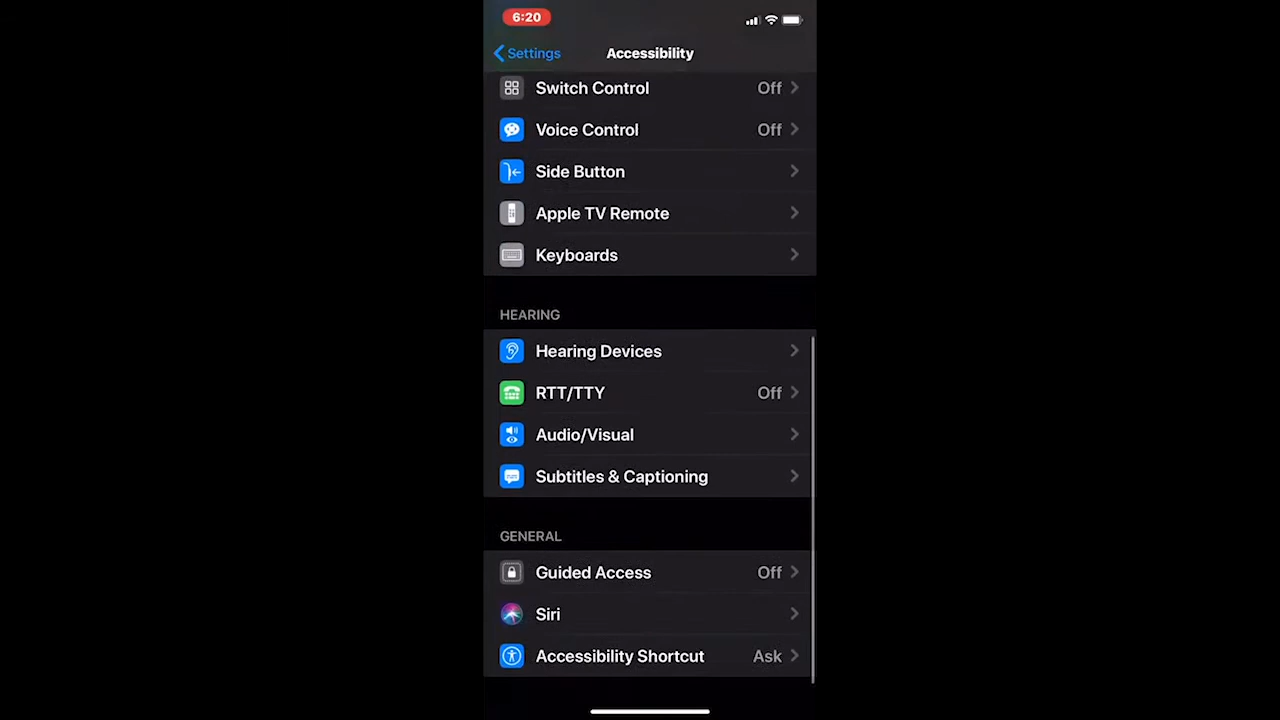 6:20
Settings Accessibility
Switch Control Off
Voice Control Off
Side Button
Apple TV Remote
Keyboards
HEARING
Hearing Devices
RTT/TTY Off
Audio/Visual
Subtitles & Captioning
GENERAL
Guided Access Off
Siri
Accessibility Shortcut Ask